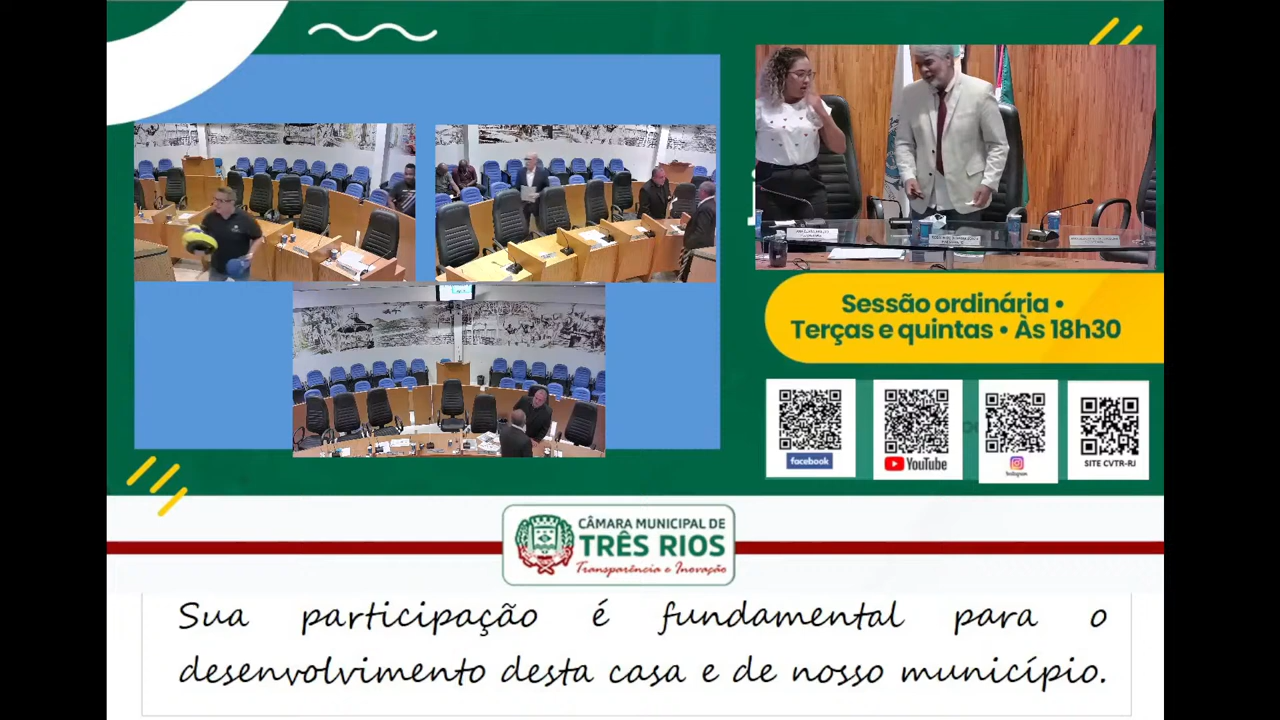 Sessão ordinária •
Terças e quintas • Às 18h30
facebook
YouTube
Instagram
SITE CVTR-RJ
CÂMARA MUNICIPAL DE
TRÊS RIOS
Transparência e Inovação
Sua participação é fundamental para o
desenvolvimento desta casa e de nosso município.